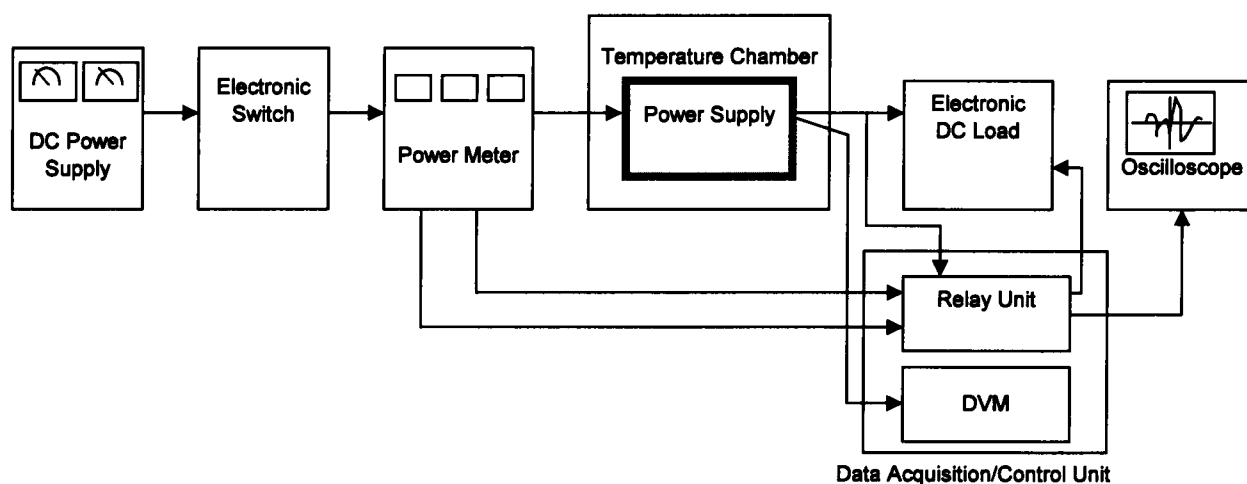 DC Power
Supply
Electronic
Switch
Power Meter
Temperature Chamber
Power Supply
Electronic
DC Load
Oscilloscope
Relay Unit
DVM
Data Acquisition/Control Unit